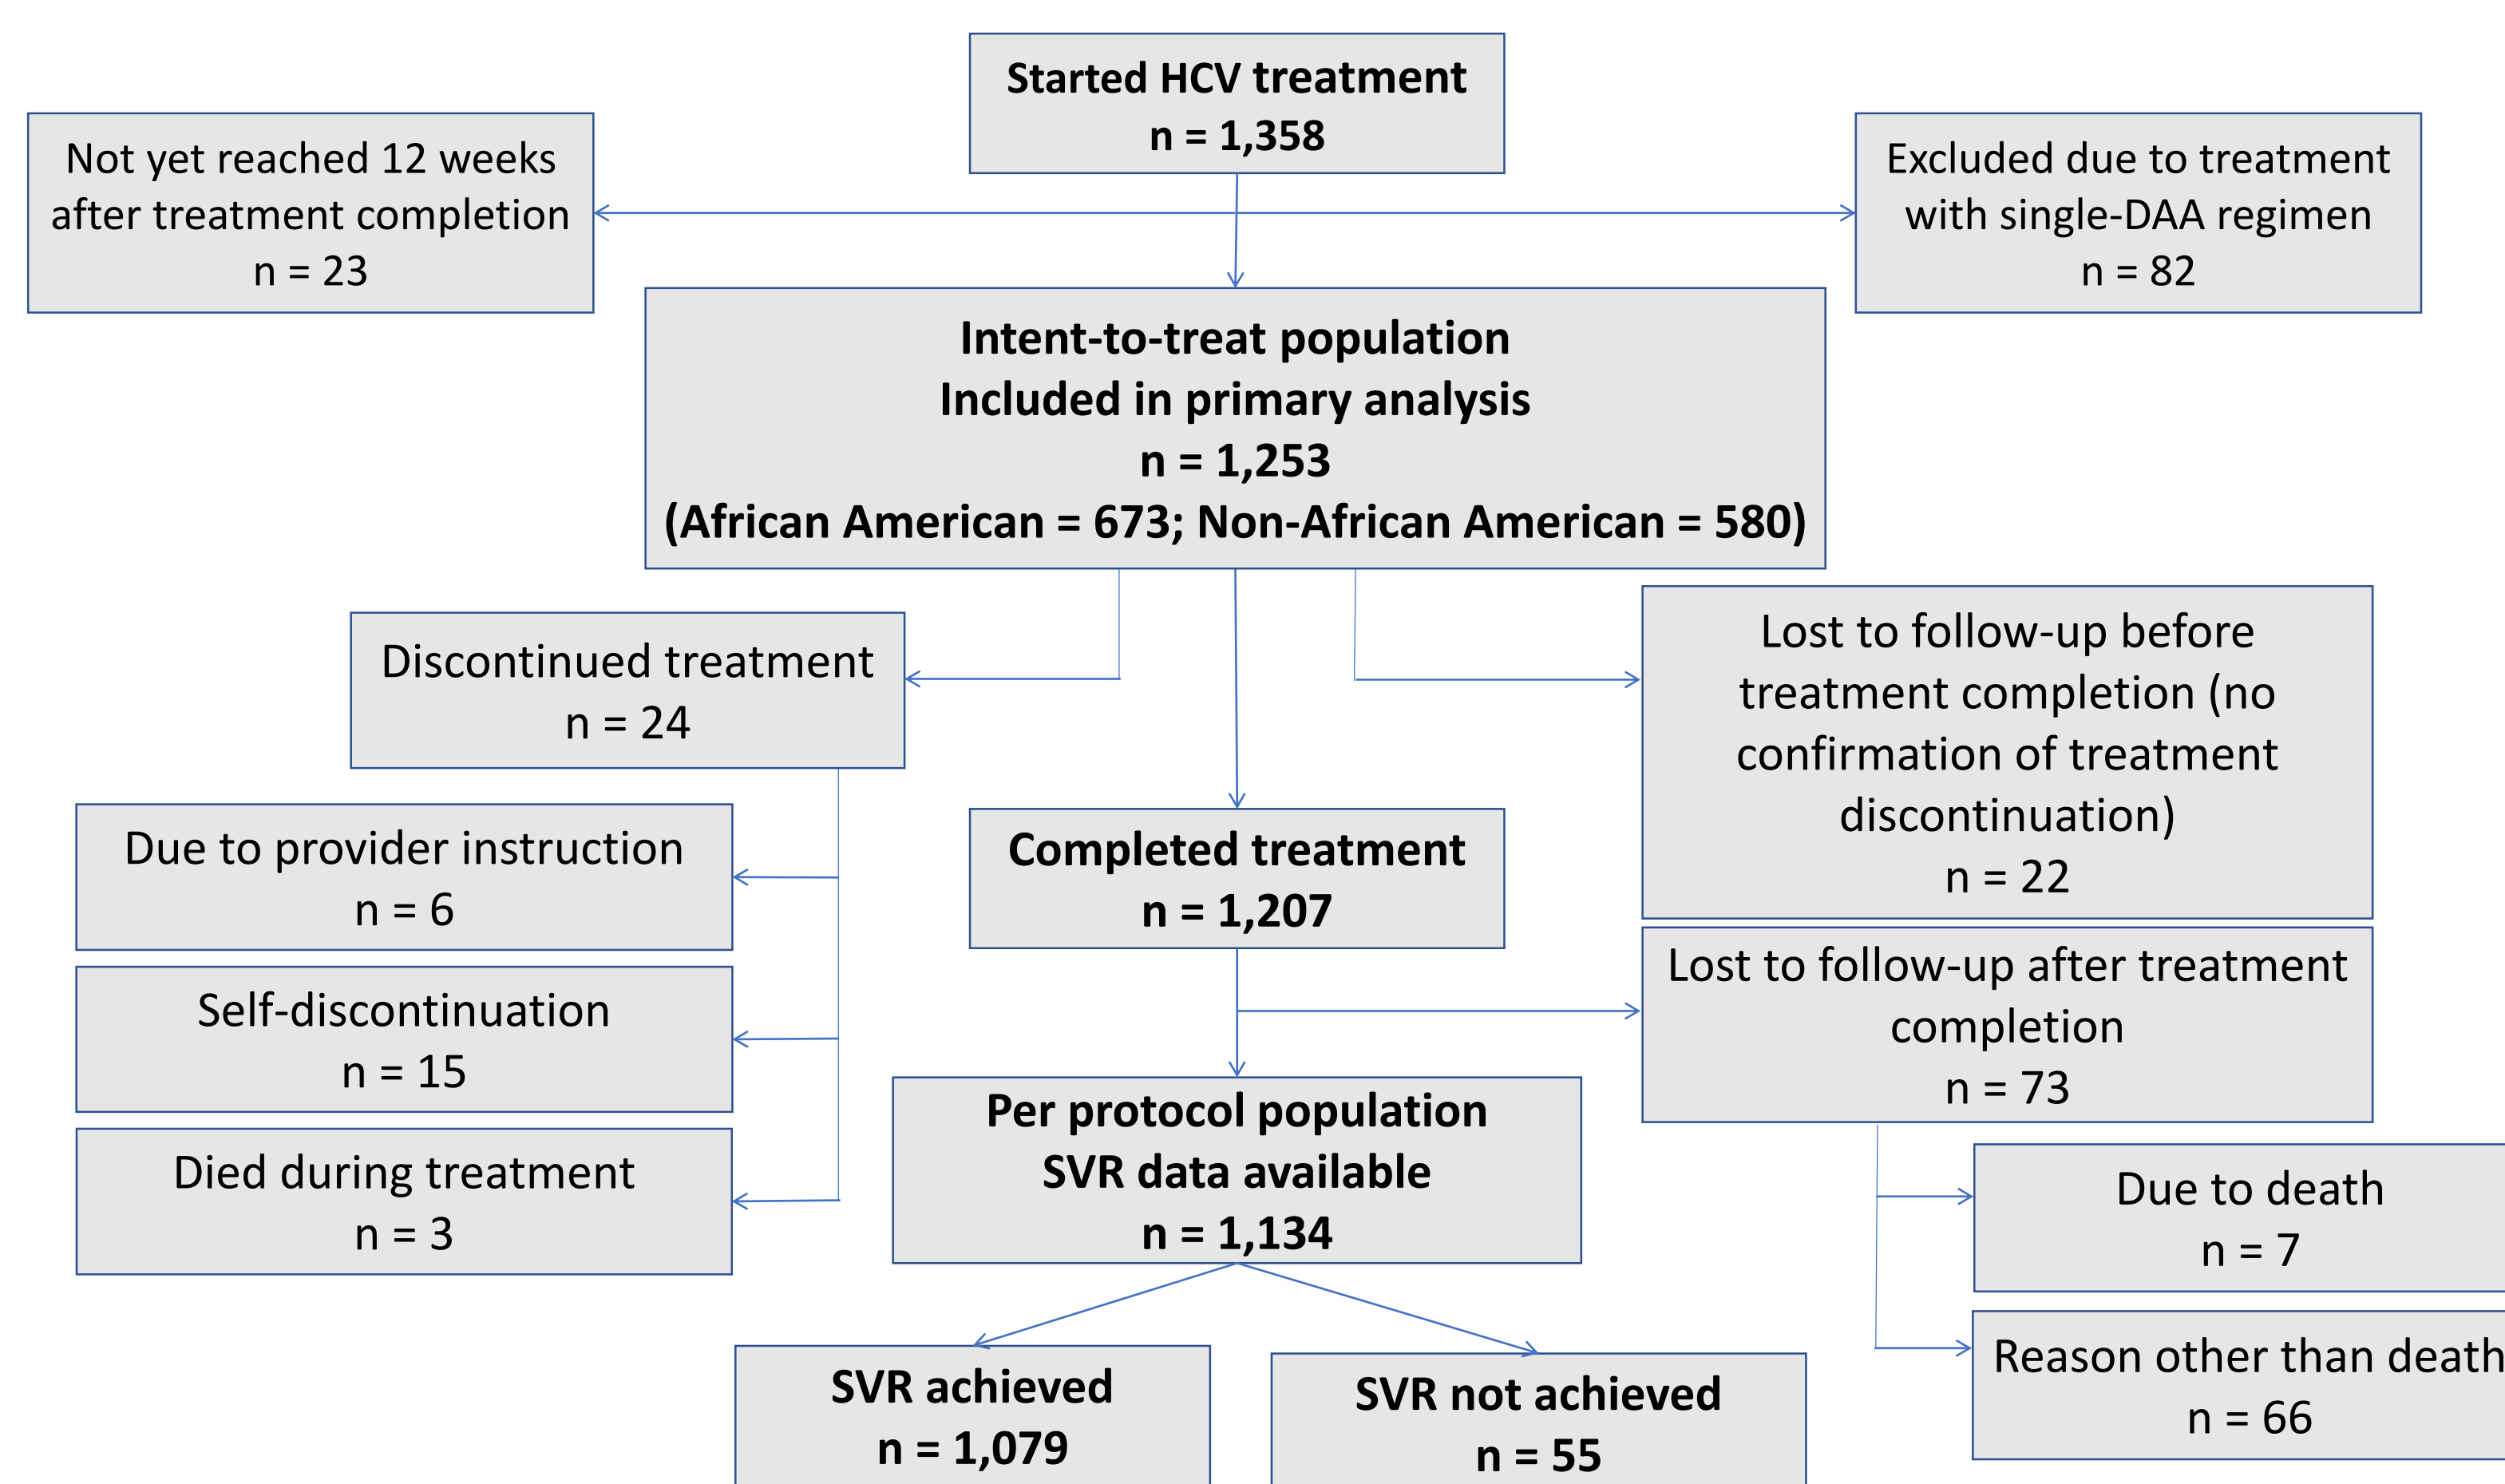 Started HCV treatment
n = 1,358
Not yet reached 12 weeks
after treatment completion
n = 23
Excluded due to treatment
with single-DAA regimen
n = 82
Intent-to-treat population
Included in primary analysis
n = 1,253
(African American = 673; Non-African American = 580)
Discontinued treatment
n = 24
Lost to follow-up before
treatment completion (no
confirmation of treatment
discontinuation)
n = 22
Due to provider instruction
n = 6
Self-discontinuation
n = 15
Died during treatment
n = 3
Completed treatment
n = 1,207
Lost to follow-up after treatment
completion
n = 73
Due to death
n = 7
Reason other than death
n = 66
Per protocol population
SVR data available
n = 1,134
SVR achieved
n = 1,079
SVR not achieved
n = 55